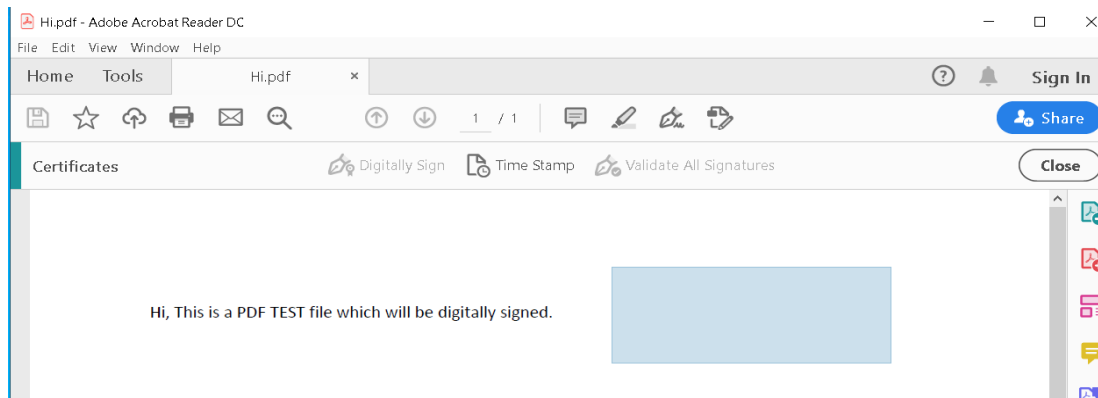 Hi.pdf - Adobe Acrobat Reader DC
File Edit View Window Help
Home Tools Hi.pdf × ? Sign In
1 / 1 Share
Certificates Digitally Sign Time Stamp Validate All Signatures Close
Hi, This is a PDF TEST file which will be digitally signed.